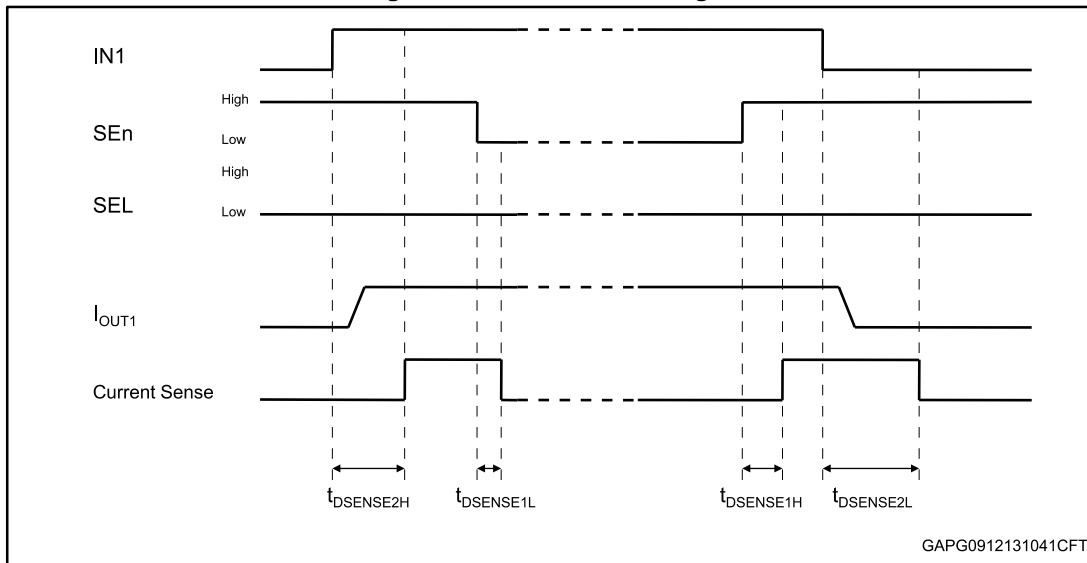 IN1
High
SEn
Low
High
SEL
Low
IOUT1
Current Sense
tDSENSE2H tDSENSE1L tDSENSE1H tDSENSE2L
GAPG0912131041CFT